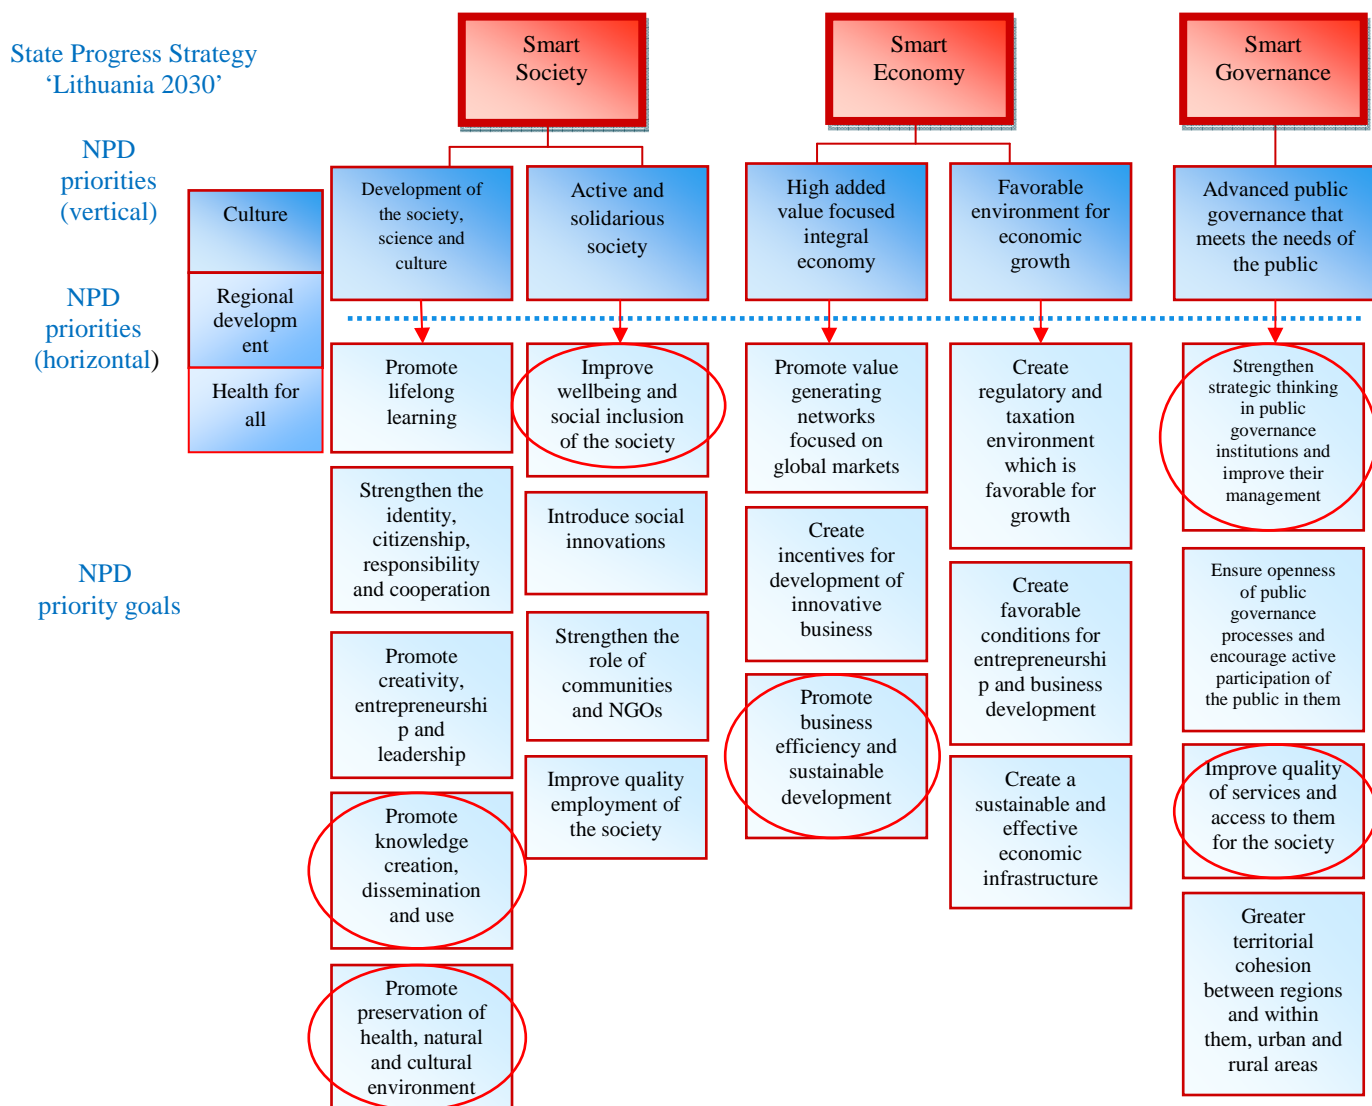 State Progress Strategy
‘Lithuania 2030’
Smart
Society
Smart
Economy
Smart
Governance
NPD
priorities
(vertical)
NPD
priorities
(horizontal)
Culture
Regional
developm
ent
Health for
all
Development of
the society,
science and
culture
Active and
solidarious
society
High added
value focused
integral
economy
Favorable
environment for
economic
growth
Advanced public
governance that
meets the needs of
the public
NPD
priority goals
Promote
lifelong
learning
Strengthen the
identity,
citizenship,
responsibility
and cooperation
Promote
creativity,
entrepreneurshi
p and
leadership
Promote
knowledge
creation,
dissemination
and use
Promote
preservation of
health, natural
and cultural
environment
Improve
wellbeing and
social inclusion
of the society
Introduce social
innovations
Strengthen the
role of
communities
and NGOs
Improve quality
employment of
the society
Promote value
generating
networks
focused on
global markets
Create
incentives for
development of
innovative
business
Promote
business
efficiency and
sustainable
development
Create
regulatory and
taxation
environment
which is
favorable for
growth
Create
favorable
conditions for
entrepreneurshi
p and business
development
Create a
sustainable and
effective
economic
infrastructure
Strengthen
strategic thinking
in public
governance
institutions and
improve their
management
Ensure openness
of public
governance
processes and
encourage active
participation of
the public in them
Improve quality
of services and
access to them
for the society
Greater
territorial
cohesion
between regions
and within
them, urban and
rural areas